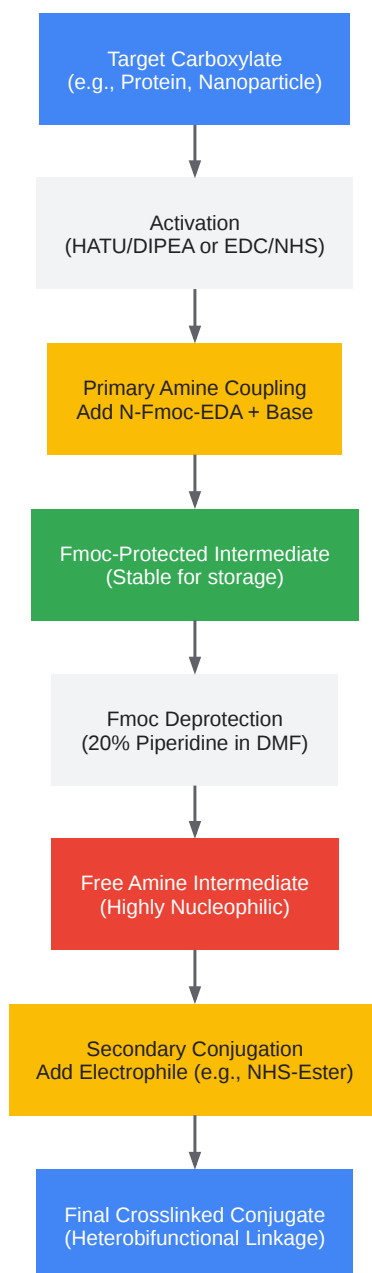 Target Carboxylate
(e.g., Protein, Nanoparticle)
Activation
(HATU/DIPEA or EDC/NHS)
Primary Amine Coupling
Add N-Fmoc-EDA + Base
Fmoc-Protected Intermediate
(Stable for storage)
Fmoc Deprotection
(20% Piperidine in DMF)
Free Amine Intermediate
(Highly Nucleophilic)
Secondary Conjugation
Add Electrophile (e.g., NHS-Ester)
Final Crosslinked Conjugate
(Heterobifunctional Linkage)